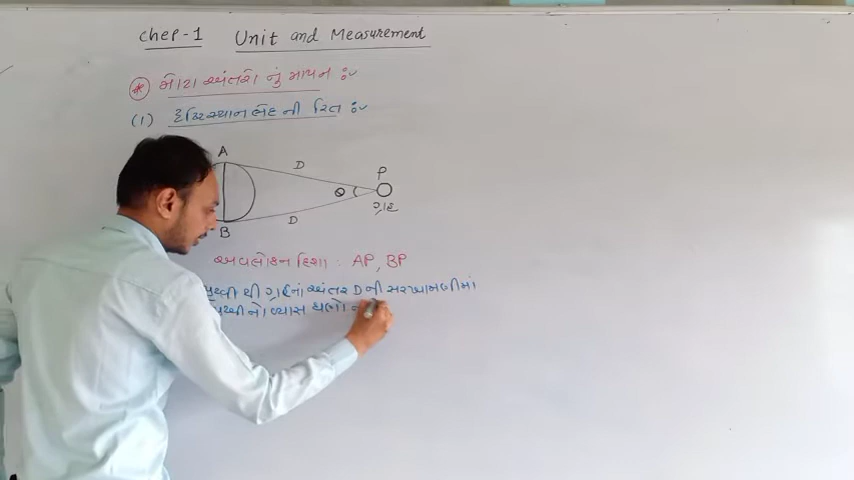 Chep-1 Unit and Measurement
* મોટા અંતરો નું માપન :-
(1) દ્રષ્ટિસ્થાનભેદ ની રિત :-
A
D
P
θ
ગ્રહ
D
B
અવલોકન દિશા : AP, BP
પૃથ્વી થી ગ્રહનાં અંતર D ની સરખામણીમાં
પૃથ્વી નો વ્યાસ ઘણો